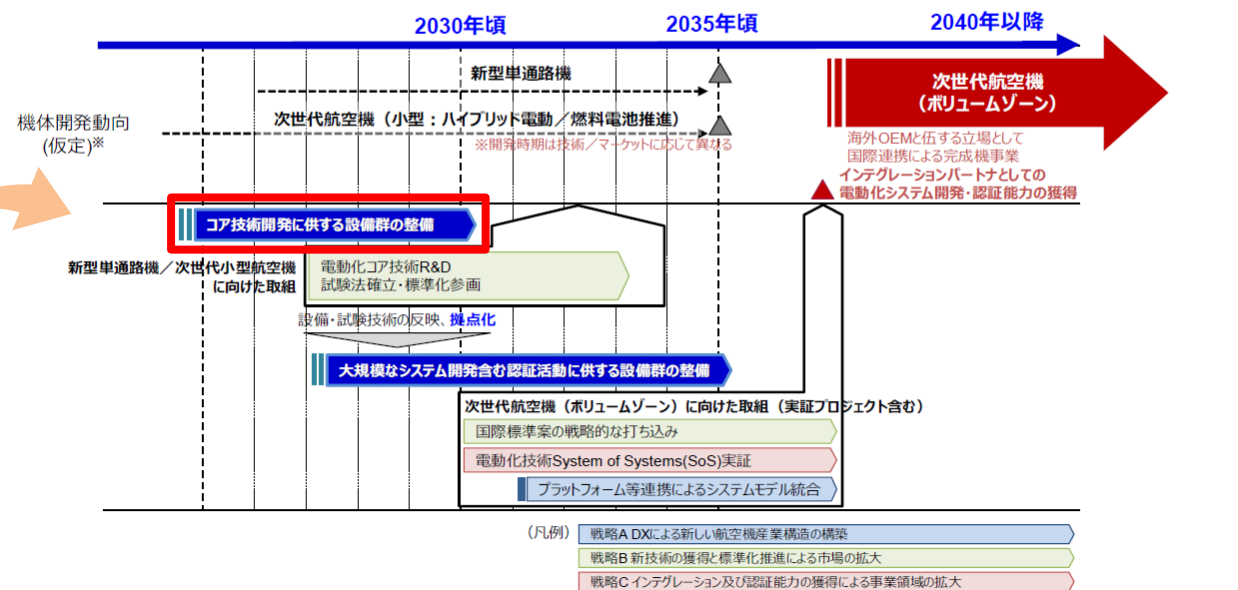 2030年頃
2035年頃
2040年以降
新型単通路機
次世代航空機
(ボリュームゾーン)
機体開発動向
(仮定)※
次世代航空機(小型:ハイブリッド電動/燃料電池推進)
※開発時期は技術/マーケットに応じて異なる
海外OEMと伍する立場として
国際連携による完成機事業
インテグレーションパートナとしての
電動化システム開発・認証能力の獲得
コア技術開発に供する設備群の整備
新型単通路機/次世代小型航空機
に向けた取組
電動化コア技術R&D
試験法確立・標準化参画
設備・試験技術の反映、拠点化
大規模なシステム開発含む認証活動に供する設備群の整備
次世代航空機(ボリュームゾーン)に向けた取組(実証プロジェクト含む)
国際標準案の戦略的な打ち込み
電動化技術System of Systems(SoS)実証
プラットフォーム等連携によるシステムモデル統合
(凡例)
戦略A DXによる新しい航空機産業構造の構築
戦略B 新技術の獲得と標準化推進による市場の拡大
戦略C インテグレーション及び認証能力の獲得による事業領域の拡大